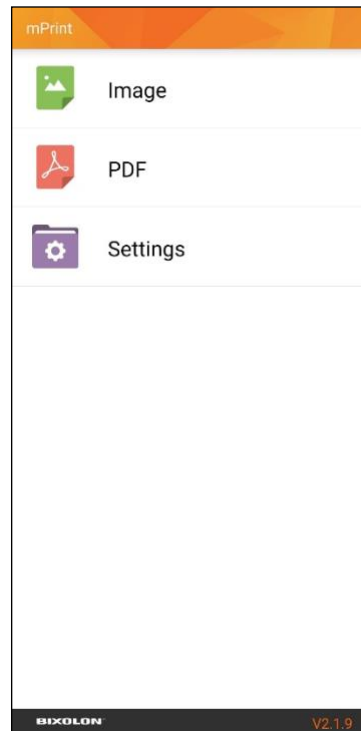 mPrint
Image
PDF
Settings
BIXOLON
V2.1.9